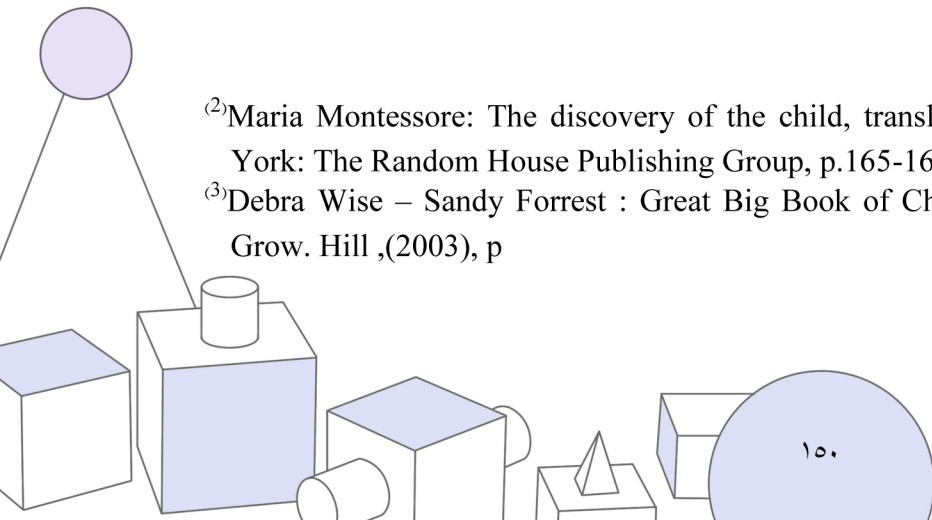 (2)Maria Montessore: The discovery of the child, transl
York: The Random House Publishing Group, p.165-16
(3)Debra Wise – Sandy Forrest : Great Big Book of Ch
Grow. Hill ,(2003), p
١٥٠